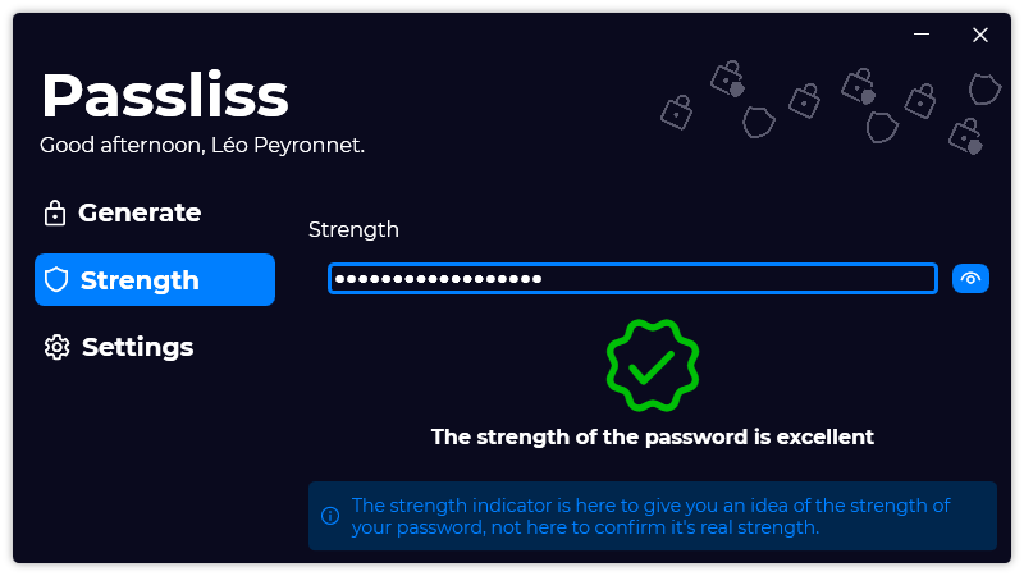 Passliss
Good afternoon, Léo Peyronnet.
Generate
Strength
Settings
Strength
••••••••••••••••••
The strength of the password is excellent
The strength indicator is here to give you an idea of the strength of
your password, not here to confirm it's real strength.